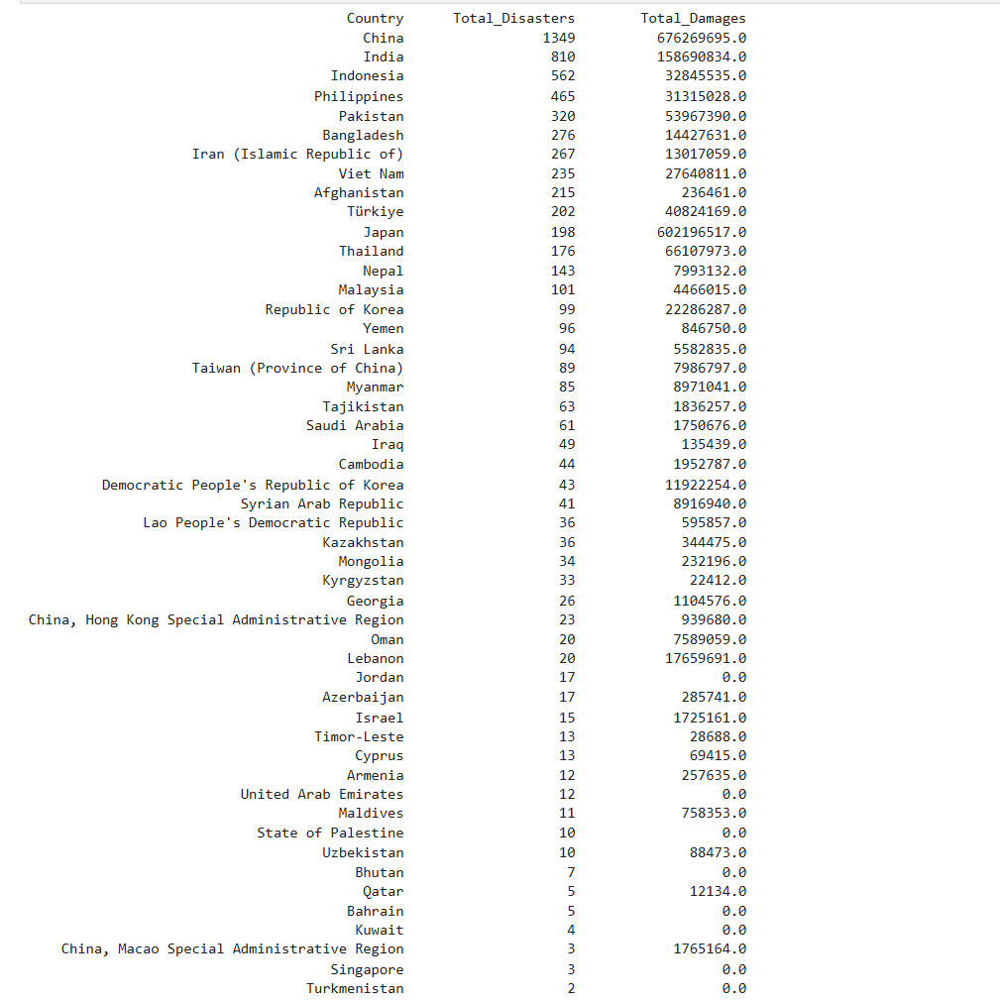 Country Total_Disasters Total_Damages
China 1349 676269695.0
India 810 158690834.0
Indonesia 562 32845535.0
Philippines 465 31315028.0
Pakistan 320 53967390.0
Bangladesh 276 14427631.0
Iran (Islamic Republic of) 267 13017059.0
Viet Nam 235 27640811.0
Afghanistan 215 236461.0
Türkiye 202 40824169.0
Japan 198 602196517.0
Thailand 176 66107973.0
Nepal 143 7993132.0
Malaysia 101 4466015.0
Republic of Korea 99 22286287.0
Yemen 96 846750.0
Sri Lanka 94 5582835.0
Taiwan (Province of China) 89 7986797.0
Myanmar 85 8971041.0
Tajikistan 63 1836257.0
Saudi Arabia 61 1750676.0
Iraq 49 135439.0
Cambodia 44 1952787.0
Democratic People's Republic of Korea 43 11922254.0
Syrian Arab Republic 41 8916940.0
Lao People's Democratic Republic 36 595857.0
Kazakhstan 36 344475.0
Mongolia 34 232196.0
Kyrgyzstan 33 22412.0
Georgia 26 1104576.0
China, Hong Kong Special Administrative Region 23 939680.0
Oman 20 7589059.0
Lebanon 20 17659691.0
Jordan 17 0.0
Azerbaijan 17 285741.0
Israel 15 1725161.0
Timor-Leste 13 28688.0
Cyprus 13 69415.0
Armenia 12 257635.0
United Arab Emirates 12 0.0
Maldives 11 758353.0
State of Palestine 10 0.0
Uzbekistan 10 88473.0
Bhutan 7 0.0
Qatar 5 12134.0
Bahrain 5 0.0
Kuwait 4 0.0
China, Macao Special Administrative Region 3 1765164.0
Singapore 3 0.0
Turkmenistan 2 0.0